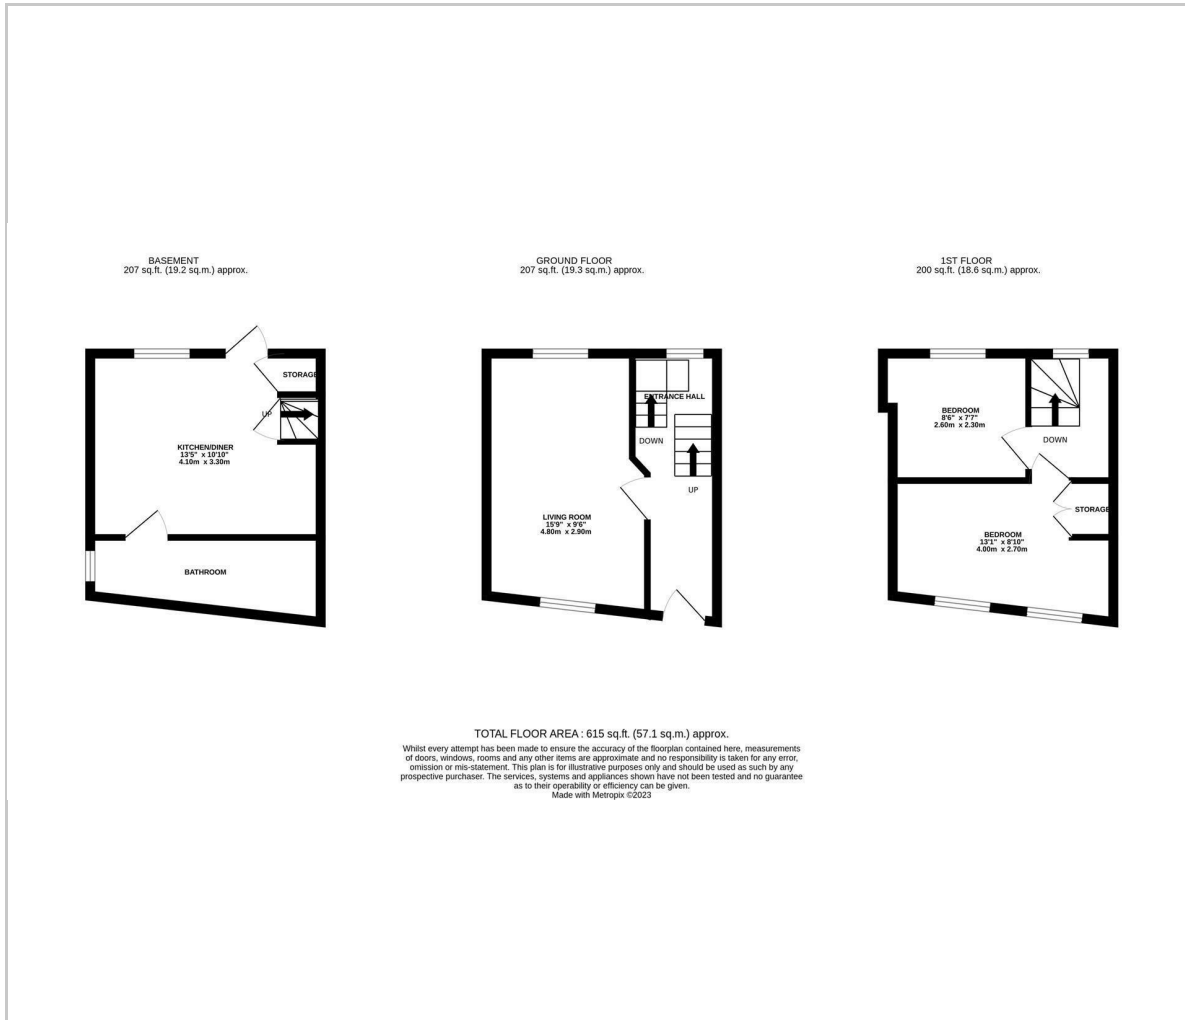 BASEMENT
207 sq.ft. (19.2 sq.m.) approx.
GROUND FLOOR
207 sq.ft. (19.3 sq.m.) approx.
1ST FLOOR
200 sq.ft. (18.6 sq.m.) approx.
STORAGE
UP
KITCHEN/DINER
13'5" x 10'10"
4.10m x 3.30m
BATHROOM
ENTRANCE HALL
DOWN
UP
LIVING ROOM
15'9" x 9'6"
4.80m x 2.90m
BEDROOM
8'6" x 7'7"
2.60m x 2.30m
DOWN
STORAGE
BEDROOM
13'1" x 8'10"
4.00m x 2.70m
TOTAL FLOOR AREA : 615 sq.ft. (57.1 sq.m.) approx.
Whilst every attempt has been made to ensure the accuracy of the floorplan contained here, measurements
of doors, windows, rooms and any other items are approximate and no responsibility is taken for any error,
omission or mis-statement. This plan is for illustrative purposes only and should be used as such by any
prospective purchaser. The services, systems and appliances shown have not been tested and no guarantee
as to their operability or efficiency can be given.
Made with Metropix ©2023